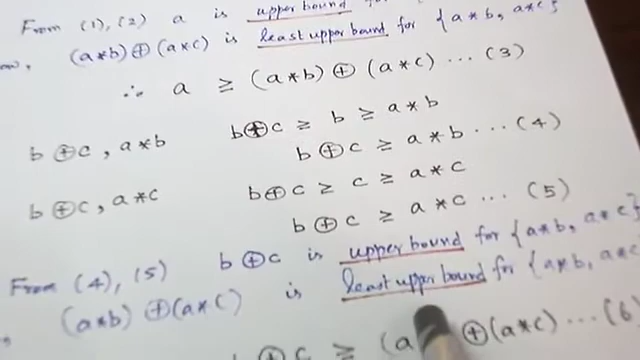 From (1), (2) a is upper bound
(a*b)⊕(a*c) is least upper bound for {a*b, a*c}
∴ a ≥ (a*b) ⊕ (a*c) ... (3)
b⊕c, a*b b⊕c ≥ b ≥ a*b
b⊕c ≥ a*b ... (4)
b⊕c, a*c b⊕c ≥ c ≥ a*c
b⊕c ≥ a*c ... (5)
From (4), (5) b⊕c is upper bound for {a*b, a*c}
(a*b) ⊕(a*c) is least upper bound for {a*b, a*c
⊕ c ≥ (a ⊕(a*c) ... (6)